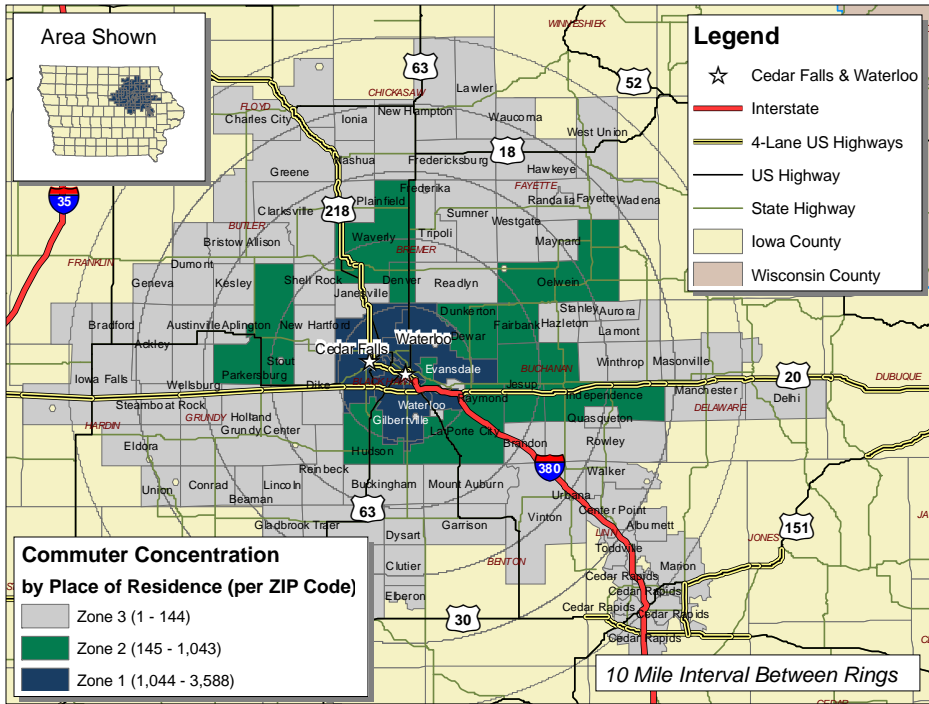 Area Shown
Legend
Cedar Falls & Waterloo
Interstate
4-Lane US Highways
US Highway
State Highway
Iowa County
Wisconsin County
WINNESHIEK
63
52
CHICKASAW
Lawler
FLOYD
New Hampton
Charles City
Ionia
Waucoma
West Union
18
Nashua
Fredericksburg
Greene
Hawkeye
35
Frederika
FAYETTE
Plainfield
Randalia
Fayette
Wadena
218
Clarksville
Sumner
Westgate
BUTLER
Tripoli
Waverly
Maynard
Bristow
Allison
BREMER
FRANKLIN
Dumont
Geneva
Kesley
Shell Rock
Denver
Readlyn
Oelwein
Janesville
Dunkerton
Stanley
Aurora
Bradford
Austinville
Aplington
New Hartford
Fairbank
Hazleton
Lamont
Waterloo
Dewar
Ackley
Cedar Falls
Stout
Evansdale
BUCHANAN
Winthrop
Masonville
Iowa Falls
Parkersburg
Wellsburg
Dike
Jesup
20
DUBUQUE
Manchester
Raymond
Independence
Delhi
Steamboat Rock
Waterloo
DELAWARE
GRUNDY
Holland
Gilbertville
Quasqueton
HARDIN
Grundy Center
La Porte City
Brandon
Rowley
Eldora
Hudson
380
Reinbeck
Walker
Union
Conrad
Lincoln
Buckingham
Mount Auburn
Beaman
Urbana
63
Center Point
Vinton
Gladbrook
Traer
Garrison
Alburnett
151
Dysart
LINN
JONES
Toddville
BENTON
Marion
Clutier
Cedar Rapids
Cedar Rapids
Elberon
Cedar Rapids
Cedar Rapids
30
Cedar Rapids
Commuter Concentration
by Place of Residence (per ZIP Code)
Zone 3 (1 - 144)
Zone 2 (145 - 1,043)
Zone 1 (1,044 - 3,588)
10 Mile Interval Between Rings
CEDAR